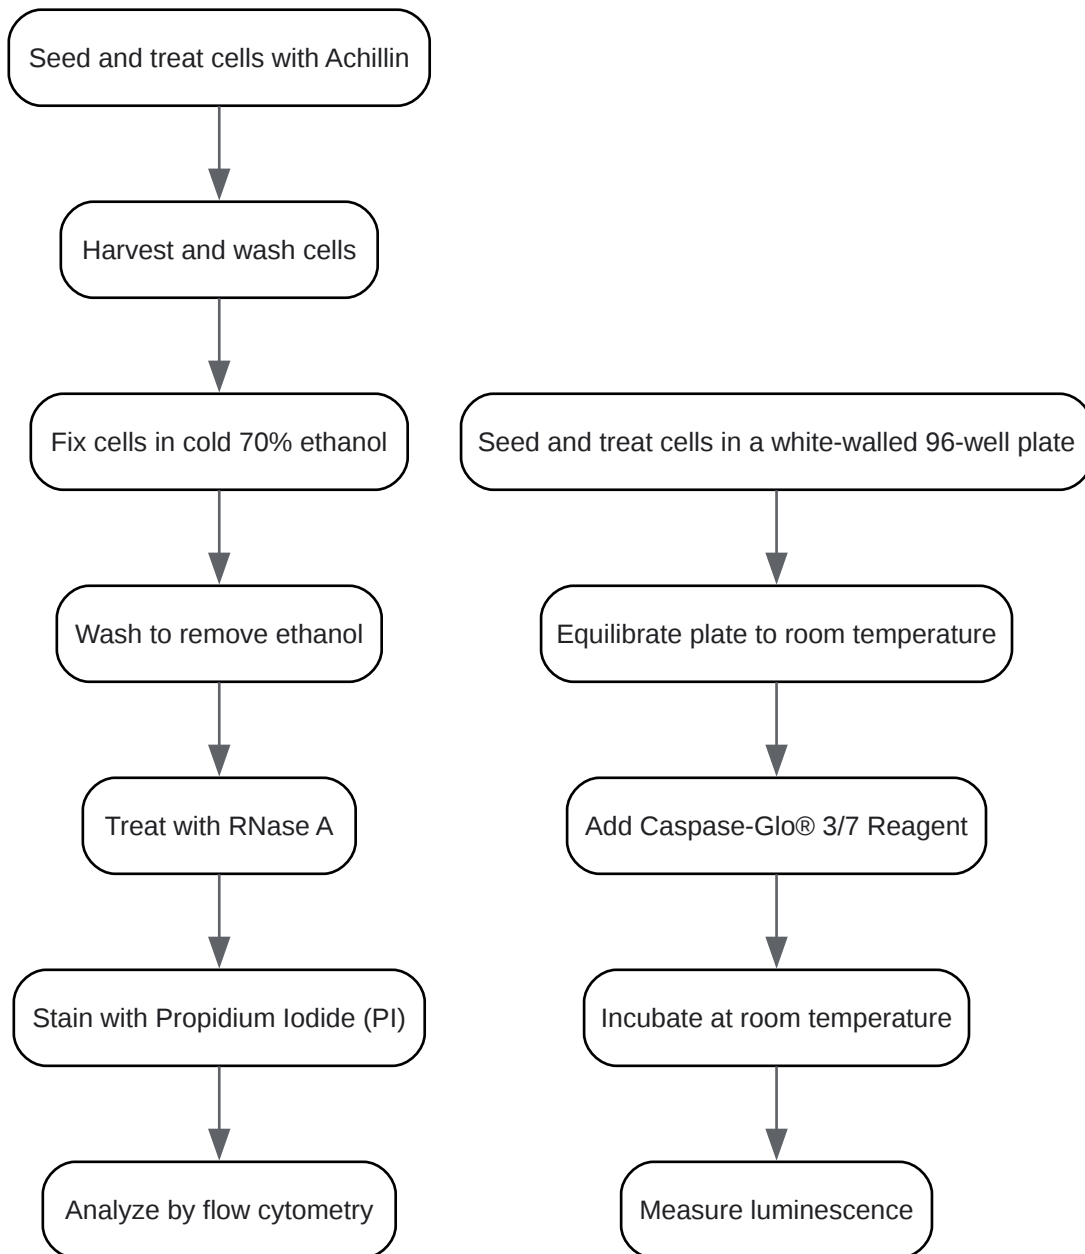 Seed and treat cells with Achillin
Harvest and wash cells
Fix cells in cold 70% ethanol
Wash to remove ethanol
Treat with RNase A
Stain with Propidium Iodide (PI)
Analyze by flow cytometry
Seed and treat cells in a white-walled 96-well plate
Equilibrate plate to room temperature
Add Caspase-Glo® 3/7 Reagent
Incubate at room temperature
Measure luminescence